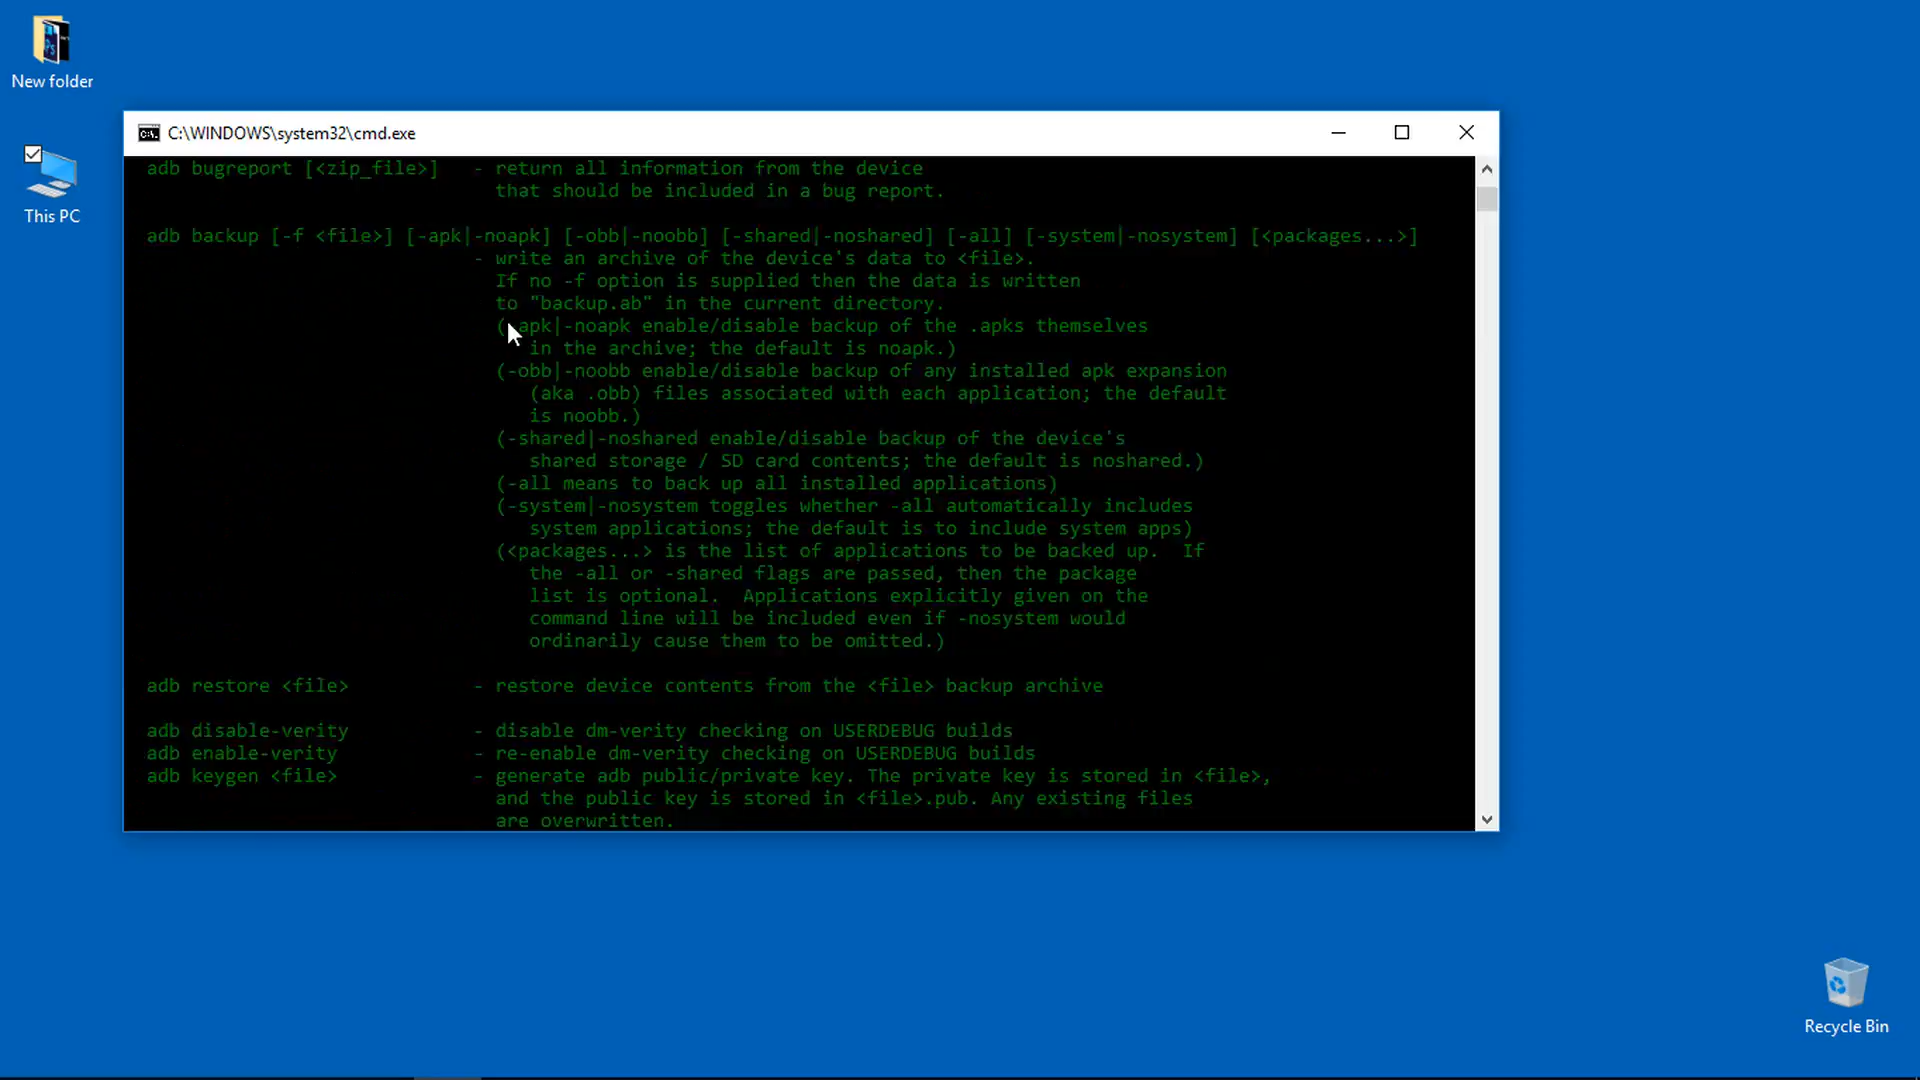 New folder
This PC
C:\WINDOWS\system32\cmd.exe
adb bugreport [<zip_file>]   - return all information from the device
that should be included in a bug report.
adb backup [-f <file>] [-apk|-noapk] [-obb|-noobb] [-shared|-noshared] [-all] [-system|-nosystem] [<packages...>]
- write an archive of the device's data to <file>.
If no -f option is supplied then the data is written
to "backup.ab" in the current directory.
(-apk|-noapk enable/disable backup of the .apks themselves
in the archive; the default is noapk.)
(-obb|-noobb enable/disable backup of any installed apk expansion
(aka .obb) files associated with each application; the default
is noobb.)
(-shared|-noshared enable/disable backup of the device's
shared storage / SD card contents; the default is noshared.)
(-all means to back up all installed applications)
(-system|-nosystem toggles whether -all automatically includes
system applications; the default is to include system apps)
(<packages...> is the list of applications to be backed up.  If
the -all or -shared flags are passed, then the package
list is optional.  Applications explicitly given on the
command line will be included even if -nosystem would
ordinarily cause them to be omitted.)
adb restore <file>           - restore device contents from the <file> backup archive
adb disable-verity           - disable dm-verity checking on USERDEBUG builds
adb enable-verity            - re-enable dm-verity checking on USERDEBUG builds
adb keygen <file>            - generate adb public/private key. The private key is stored in <file>,
and the public key is stored in <file>.pub. Any existing files
are overwritten.
Recycle Bin